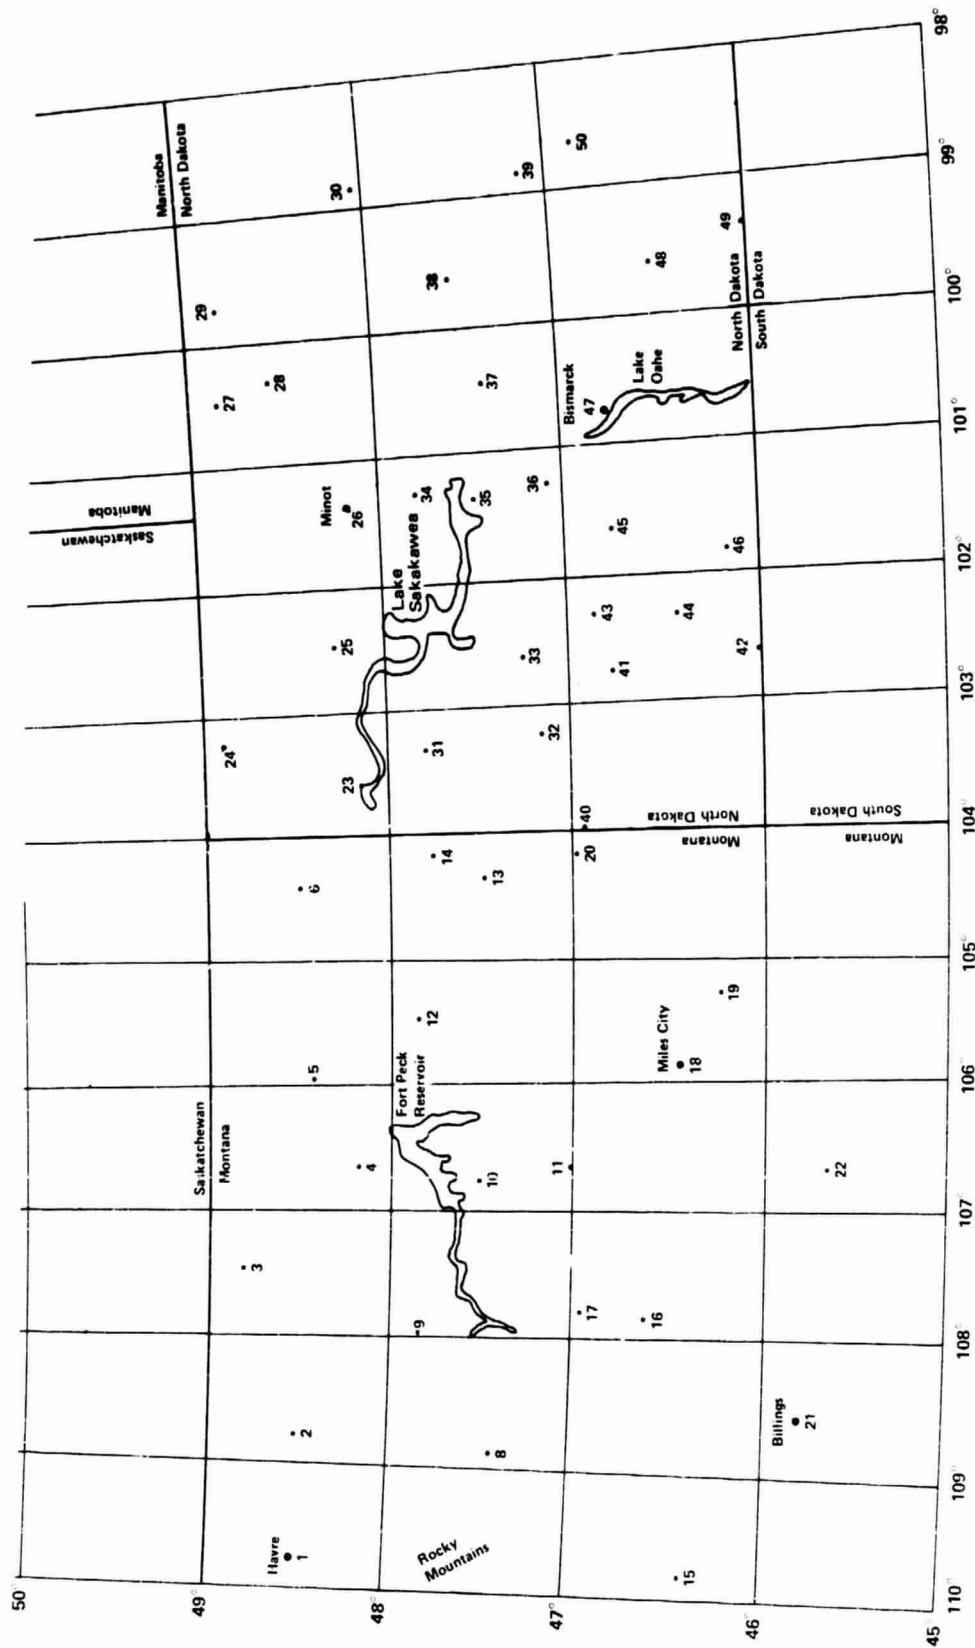 50°
49°
48°
47°
46°
45°
110°
109°
108°
107°
106°
105°
104°
103°
102°
101°
100°
99°
98°
Saskatchewan
Montana
Saskatchewan
Manitoba
Manitoba
North Dakota
Havre
1
2
3
4
5
6
Rocky
Mountains
8
9
10
11
12
13
14
15
16
17
Miles City
18
19
20
Billings
21
22
Fort Peck
Reservoir
23
24
25
Minot
26
27
28
29
30
31
32
33
Lake
Sakakawea
34
35
36
37
38
39
40
41
42
43
44
45
46
Bismarck
47
Lake
Oahe
48
49
50
North Dakota
Montana
South Dakota
Montana
North Dakota
South Dakota